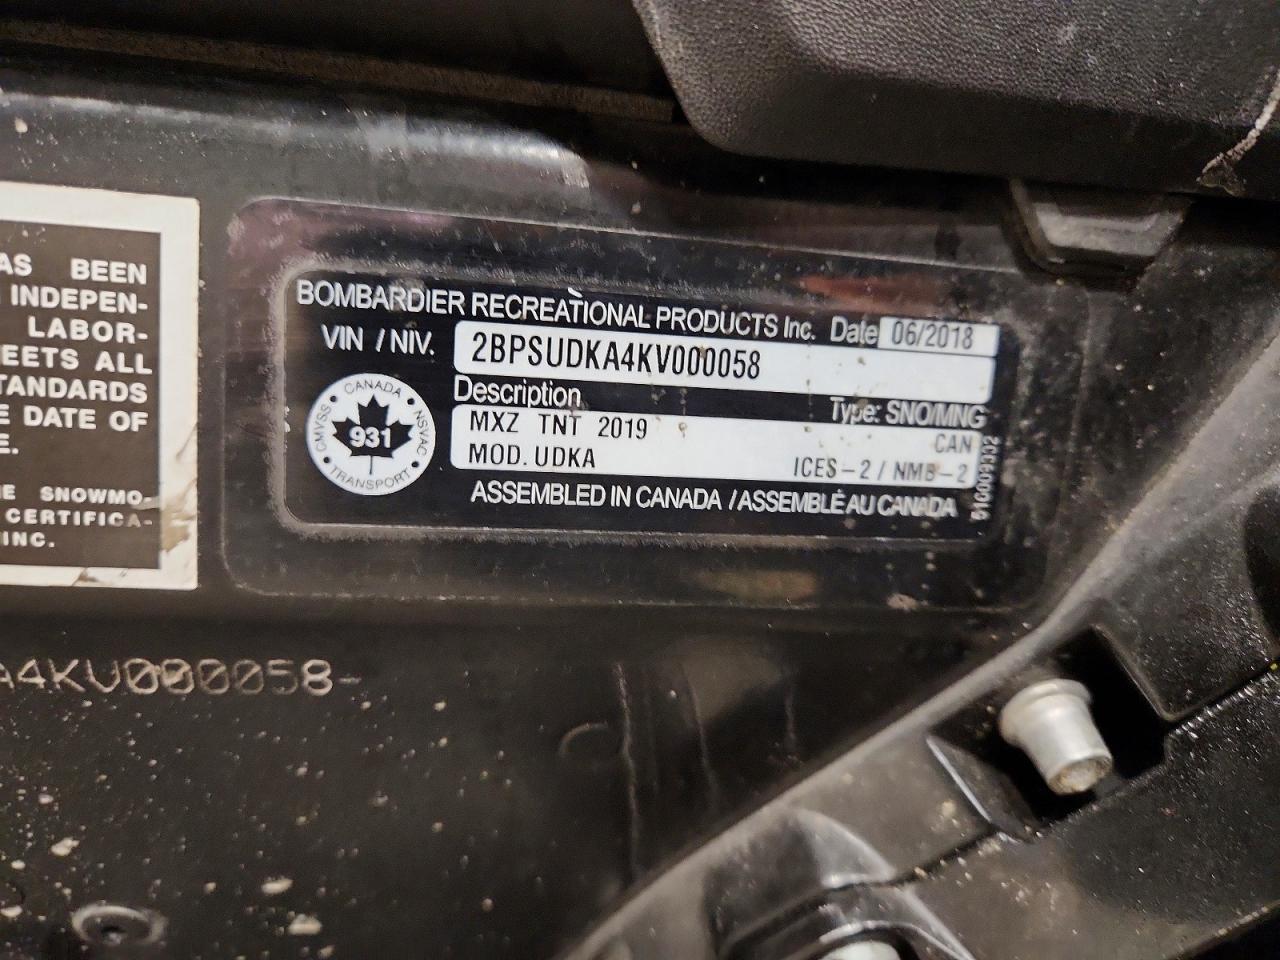 AS BEEN
INDEPEN-
LABOR-
EETS ALL
TANDARDS
E DATE OF
E.
E SNOWMO-
CERTIFICA-
INC.
BOMBARDIER RECREATIONAL PRODUCTS Inc. Date 06/2018
VIN / NIV. 2BPSUDKA4KV000058
Description Type: SNO/MNG
MXZ TNT 2019 CAN
MOD. UDKA ICES-2 / NMB-2
ASSEMBLED IN CANADA / ASSEMBLÉ AU CANADA
CANADA
CMVSS
NSVAC
931
TRANSPORT
A4KV000058-